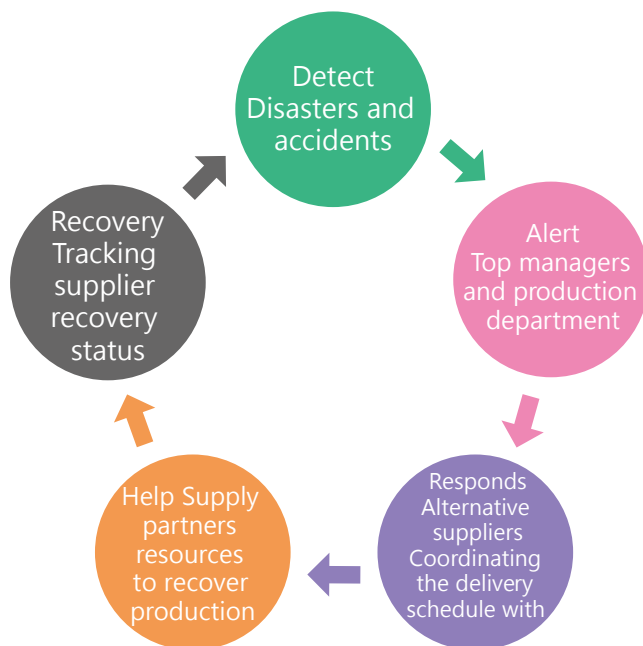 Detect
Disasters and
accidents
Alert
Top managers
and production
department
Responds
Alternative
suppliers
Coordinating
the delivery
schedule with
Help Supply
partners
resources
to recover
production
Recovery
Tracking
supplier
recovery
status